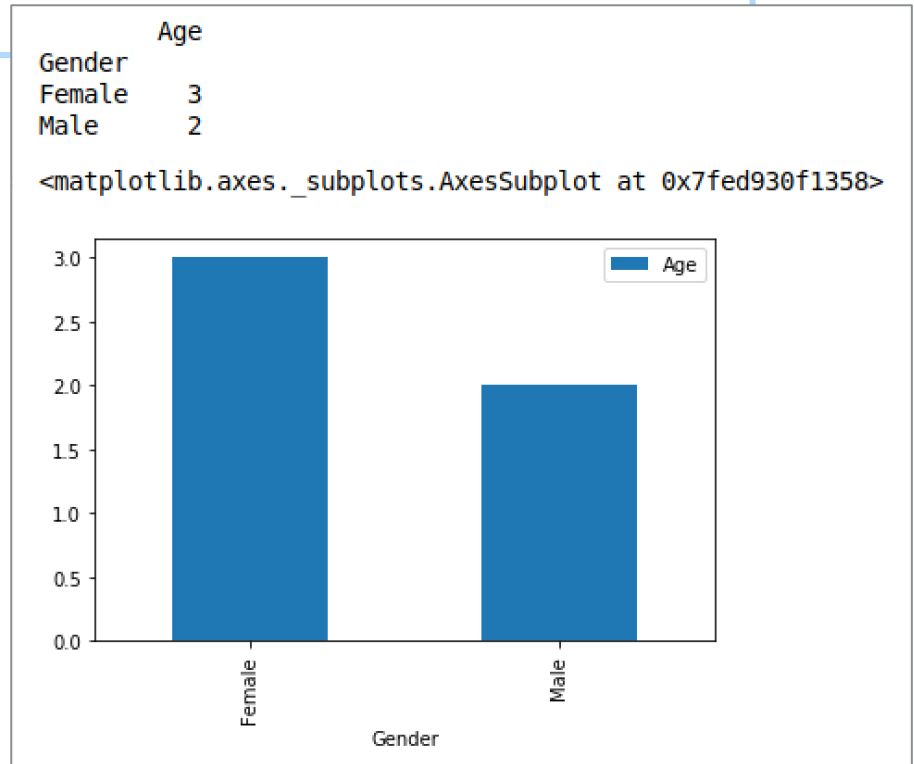 Age
Gender
Female 3
Male 2
<matplotlib.axes._subplots.AxesSubplot at 0x7fed930f1358>
Age
3.0
2.5
2.0
1.5
1.0
0.5
0.0
Female
Male
Gender